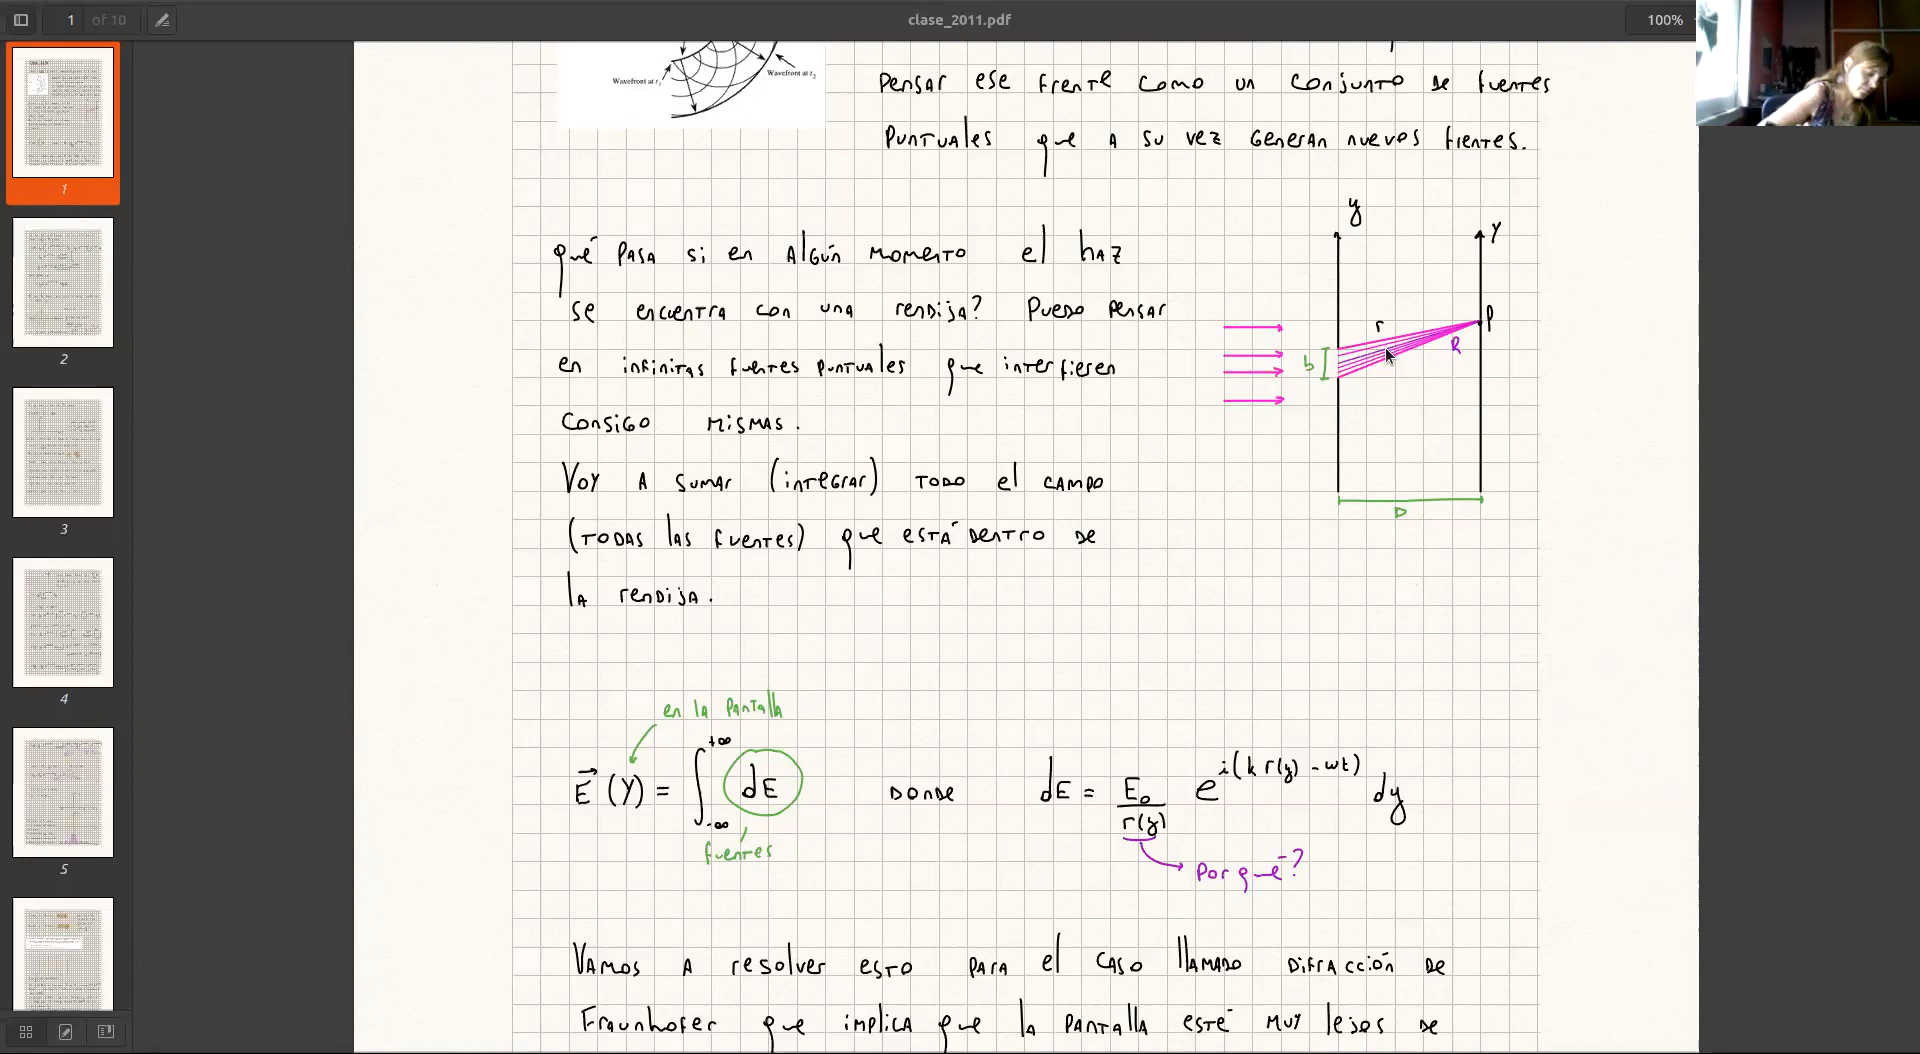 1 of 10
clase_2011.pdf
100%
Wavefront at t₁
Wavefront at t₂
Pensar ese frente como un conjunto de fuentes
puntuales que a su vez generan nuevos frentes.
qué pasa si en algún momento el haz
se encuentra con una rendija? Puedo pensar
en infinitas fuentes puntuales que interfieren
consigo mismas.
Voy a sumar (integrar) todo el campo
(todas las fuentes) que está dentro de
la rendija.
y
Y
r
P
R
b
D
en la pantalla
E⃗ (Y) = ∫_{-∞}^{+∞} dE donde dE = E₀/r(y) e^{i(k r(y) - wt)} dy
fuentes
Por qué?
Vamos a resolver esto para el caso llamado difracción de
Fraunhofer que implica que la pantalla esté muy lejos de
1
2
3
4
5